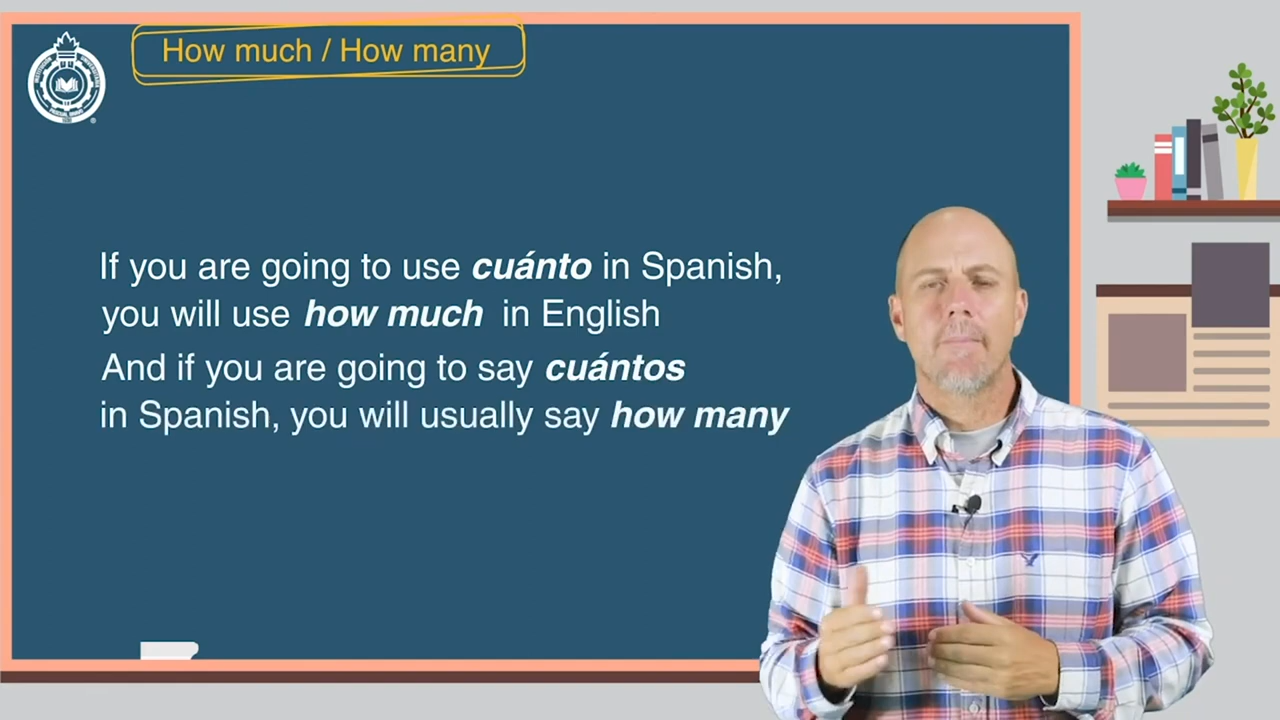 How much / How many
If you are going to use cuánto in Spanish,
you will use how much in English
And if you are going to say cuántos
in Spanish, you will usually say how many